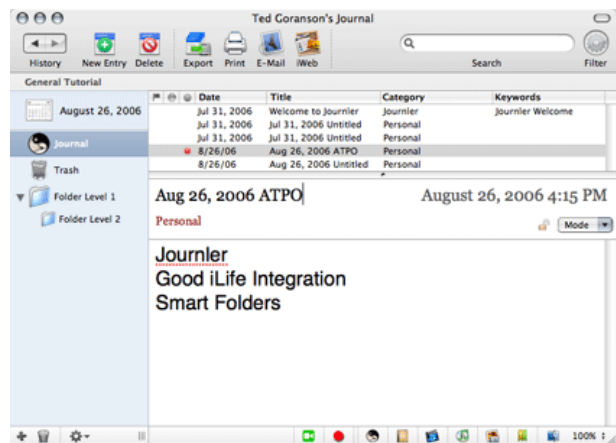 Ted Goranson's Journal
History New Entry Delete Export Print E-Mail iWeb Search Filter
General Tutorial
Date Title Category Keywords
Jul 31, 2006 Welcome to Journler Journler Journler Welcome
Jul 31, 2006 Jul 31, 2006 Untitled Personal
Jul 31, 2006 Jul 31, 2006 Untitled Personal
8/26/06 Aug 26, 2006 ATPO Personal
8/26/06 Aug 26, 2006 Untitled Personal
August 26, 2006
Journal
Trash
Folder Level 1
Folder Level 2
Aug 26, 2006 ATPO August 26, 2006 4:15 PM
Personal Mode
Journler
Good iLife Integration
Smart Folders
100%